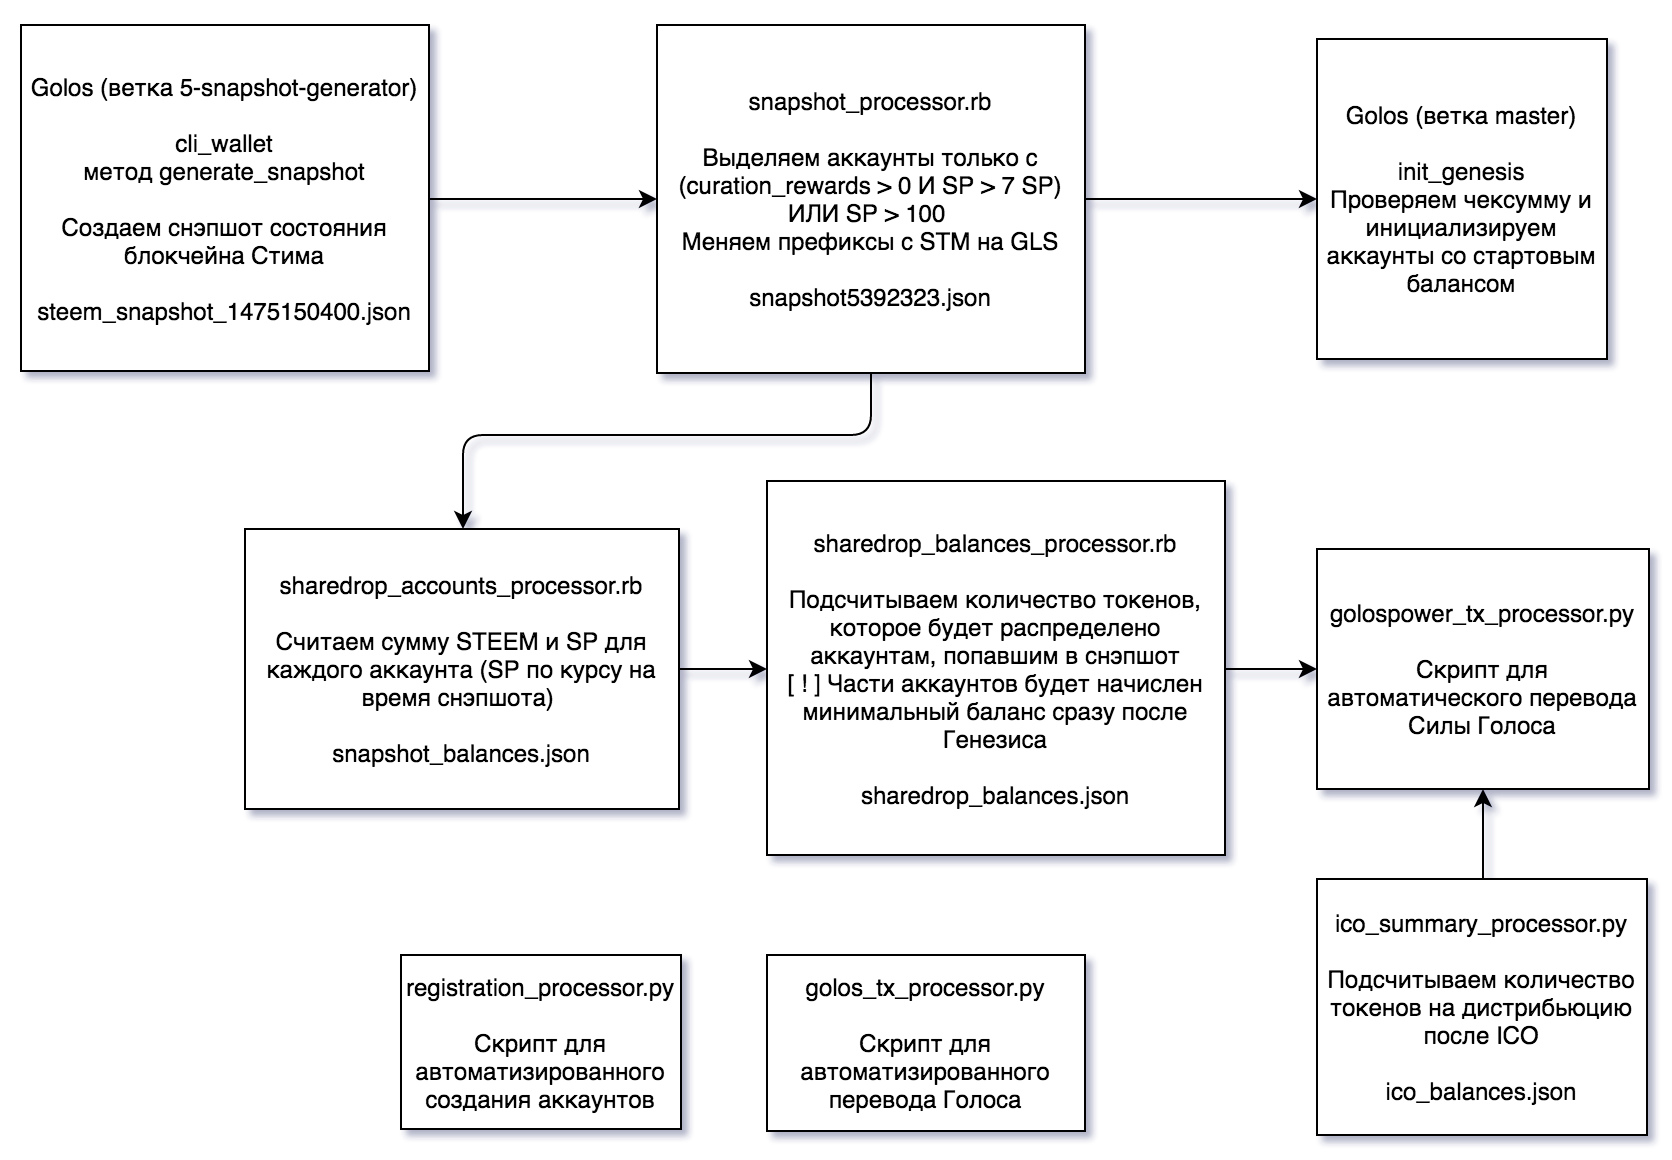 Golos (ветка 5-snapshot-generator)
cli_wallet
метод generate_snapshot
Создаем снэпшот состояния
блокчейна Стима
steem_snapshot_1475150400.json
snapshot_processor.rb
Выделяем аккаунты только с
(curation_rewards > 0 И SP > 7 SP)
ИЛИ SP > 100
Меняем префиксы с STM на GLS
snapshot5392323.json
Golos (ветка master)
init_genesis
Проверяем чексумму и
инициализируем
аккаунты со стартовым
балансом
sharedrop_accounts_processor.rb
Считаем сумму STEEM и SP для
каждого аккаунта (SP по курсу на
время снэпшота)
snapshot_balances.json
sharedrop_balances_processor.rb
Подсчитываем количество токенов,
которое будет распределено
аккаунтам, попавшим в снэпшот
[ ! ] Части аккаунтов будет начислен
минимальный баланс сразу после
Генезиса
sharedrop_balances.json
golospower_tx_processor.py
Скрипт для
автоматического перевода
Силы Голоса
registration_processor.py
Скрипт для
автоматизированного
создания аккаунтов
golos_tx_processor.py
Скрипт для
автоматизированного
перевода Голоса
ico_summary_processor.py
Подсчитываем количество
токенов на дистрибьюцию
после ICO
ico_balances.json